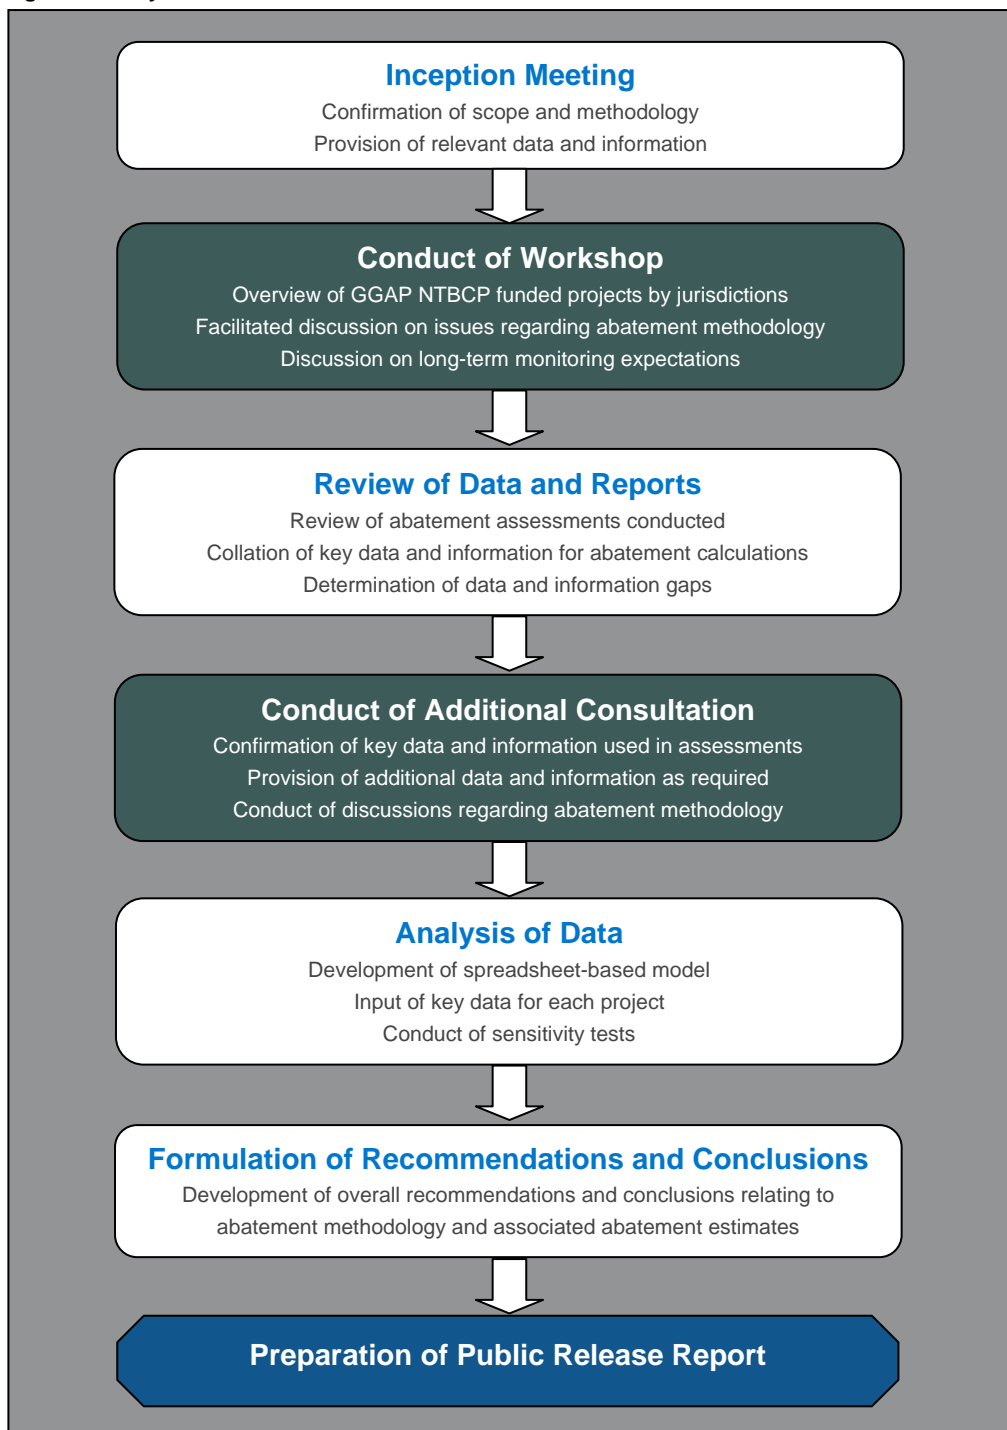 Inception Meeting
Confirmation of scope and methodology
Provision of relevant data and information
Conduct of Workshop
Overview of GGAP NTBCP funded projects by jurisdictions
Facilitated discussion on issues regarding abatement methodology
Discussion on long-term monitoring expectations
Review of Data and Reports
Review of abatement assessments conducted
Collation of key data and information for abatement calculations
Determination of data and information gaps
Conduct of Additional Consultation
Confirmation of key data and information used in assessments
Provision of additional data and information as required
Conduct of discussions regarding abatement methodology
Analysis of Data
Development of spreadsheet-based model
Input of key data for each project
Conduct of sensitivity tests
Formulation of Recommendations and Conclusions
Development of overall recommendations and conclusions relating to
abatement methodology and associated abatement estimates
Preparation of Public Release Report